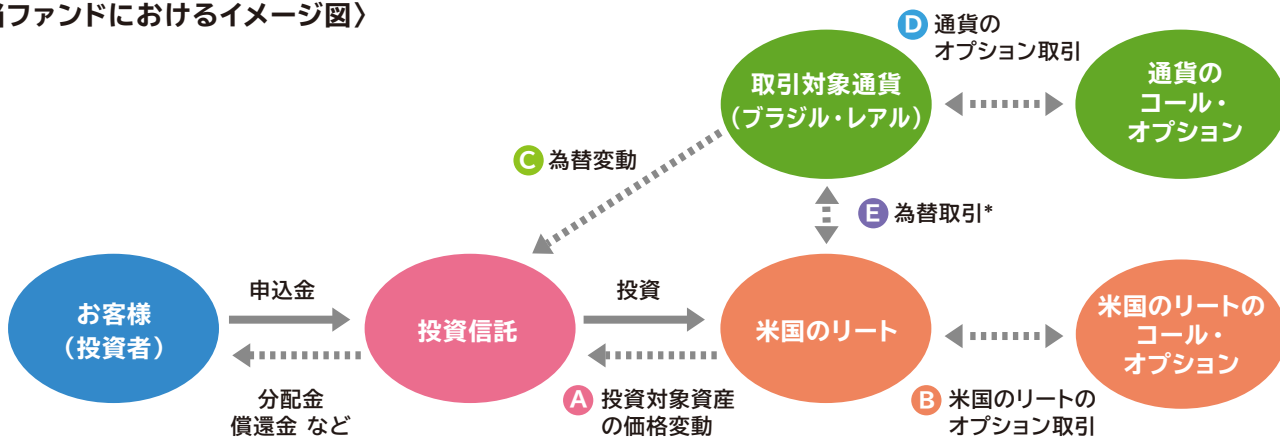 ファンドにおけるイメージ図〉
D 通貨の
オプション取引
取引対象通貨
（ブラジル・レアル）
通貨の
コール・
オプション
C 為替変動
E 為替取引*
申込金
投資
お客様
（投資者）
投資信託
米国のリート
米国のリートの
コール・
オプション
分配金
償還金 など
A 投資対象資産
の価格変動
B 米国のリートの
オプション取引